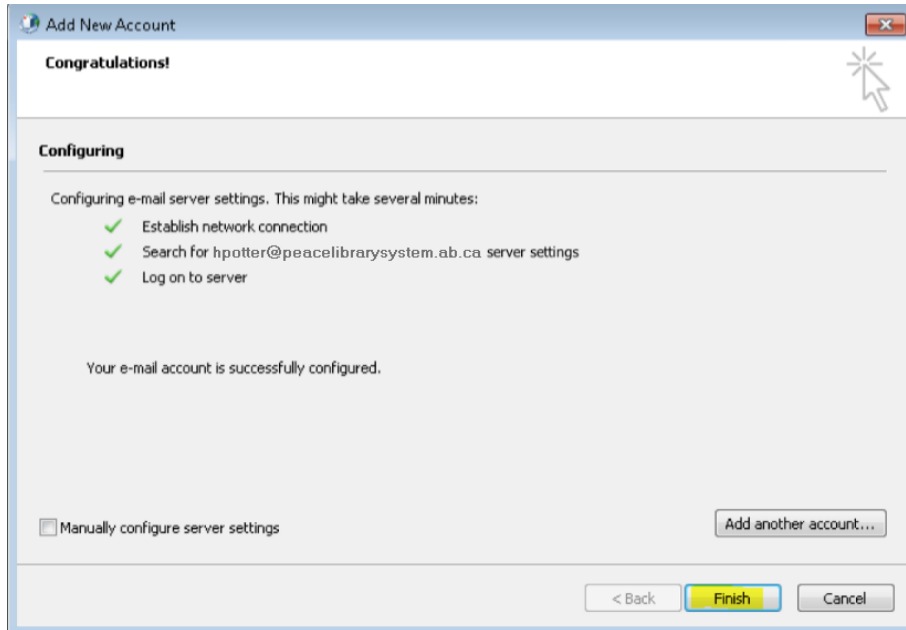 Add New Account
Congratulations!
Configuring
Configuring e-mail server settings. This might take several minutes:
Establish network connection
Search for hpotter@peacelibrarysystem.ab.ca server settings
Log on to server
Your e-mail account is successfully configured.
Manually configure server settings
Add another account...
< Back
Finish
Cancel